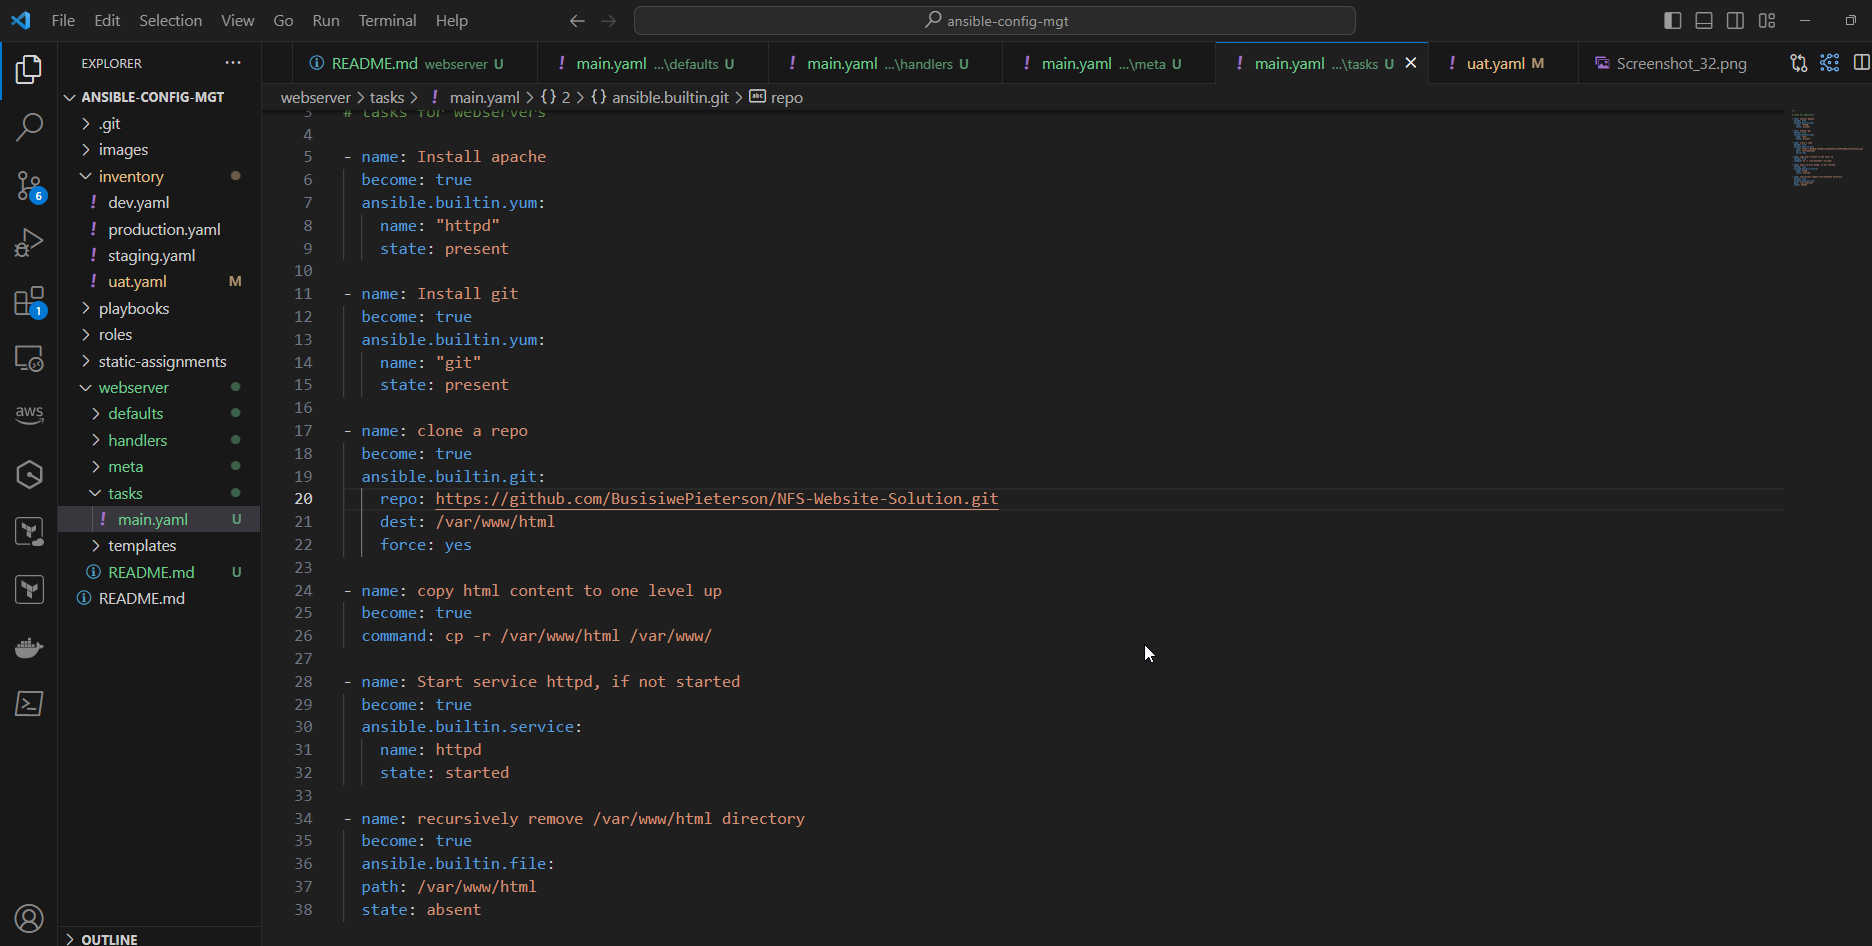 File Edit Selection View Go Run Terminal Help
ansible-config-mgt
EXPLORER
README.md webserver U
main.yaml ...\defaults U
main.yaml ...\handlers U
main.yaml ...\meta U
main.yaml ...\tasks U
uat.yaml M
Screenshot_32.png
webserver > tasks > ! main.yaml > {} 2 > {} ansible.builtin.git > abc repo
ANSIBLE-CONFIG-MGT
.git
images
inventory
dev.yaml
production.yaml
staging.yaml
uat.yaml M
playbooks
roles
static-assignments
webserver
defaults
handlers
meta
tasks
main.yaml U
templates
README.md U
README.md
OUTLINE
6
1
aws
3 # tasks for webservers
4
5 - name: Install apache
6 become: true
7 ansible.builtin.yum:
8 name: "httpd"
9 state: present
10
11 - name: Install git
12 become: true
13 ansible.builtin.yum:
14 name: "git"
15 state: present
16
17 - name: clone a repo
18 become: true
19 ansible.builtin.git:
20 repo: https://github.com/BusisiwePieterson/NFS-Website-Solution.git
21 dest: /var/www/html
22 force: yes
23
24 - name: copy html content to one level up
25 become: true
26 command: cp -r /var/www/html /var/www/
27
28 - name: Start service httpd, if not started
29 become: true
30 ansible.builtin.service:
31 name: httpd
32 state: started
33
34 - name: recursively remove /var/www/html directory
35 become: true
36 ansible.builtin.file:
37 path: /var/www/html
38 state: absent